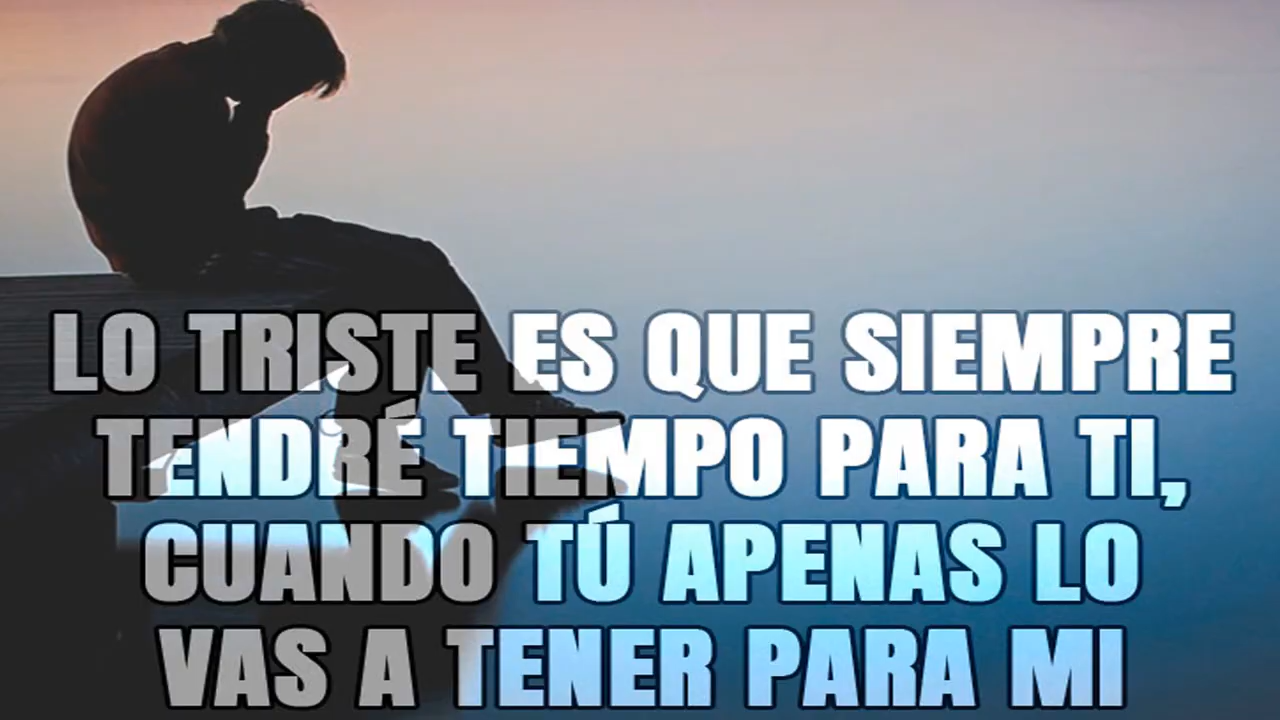 LO TRISTE ES QUE SIEMPRE
TENDRÉ TIEMPO PARA TI,
CUANDO TÚ APENAS LO
VAS A TENER PARA MI